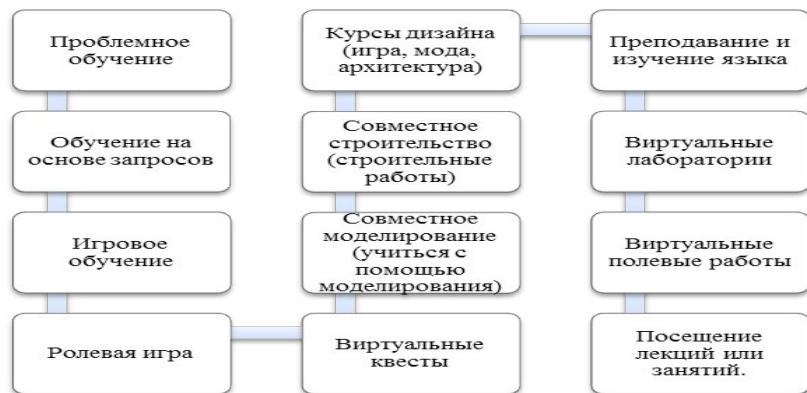 Проблемное
обучение
Обучение на
основе запросов
Игровое
обучение
Ролевая игра
Виртуальные
квесты
Совместное
моделирование
(учиться с
помощью
моделирования)
Совместное
строительство
(строительные
работы)
Курсы дизайна
(игра, мода,
архитектура)
Преподавание и
изучение языка
Виртуальные
лаборатории
Виртуальные
полевые работы
Посещение
лекций или
занятий.